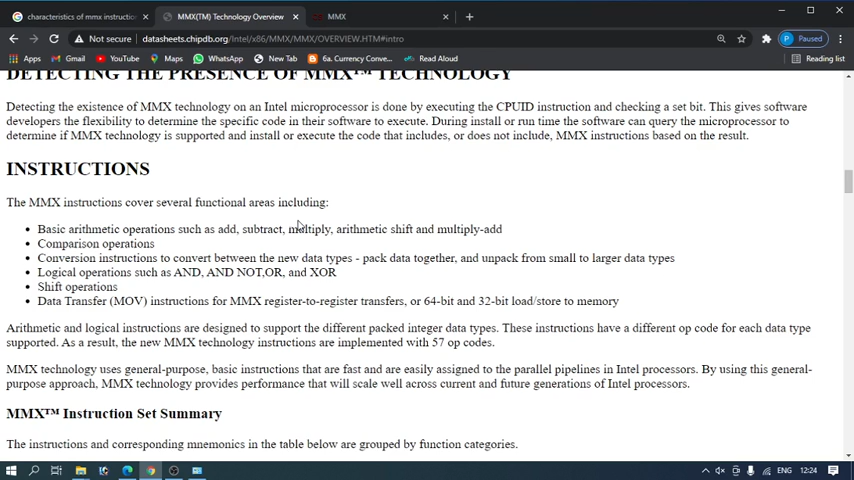 characteristics of mmx instructio
MMX(TM) Technology Overview
MMX
Not secure
datasheets.chipdb.org/Intel/x86/MMX/MMX/OVERVIEW.HTM#intro
Paused
Apps
Gmail
YouTube
Maps
WhatsApp
New Tab
6a. Currency Conve...
Read Aloud
Reading list
DETECTING THE PRESENCE OF MMX™ TECHNOLOGY
Detecting the existence of MMX technology on an Intel microprocessor is done by executing the CPUID instruction and checking a set bit. This gives software
developers the flexibility to determine the specific code in their software to execute. During install or run time the software can query the microprocessor to
determine if MMX technology is supported and install or execute the code that includes, or does not include, MMX instructions based on the result.
INSTRUCTIONS
The MMX instructions cover several functional areas including:
Basic arithmetic operations such as add, subtract, multiply, arithmetic shift and multiply-add
Comparison operations
Conversion instructions to convert between the new data types - pack data together, and unpack from small to larger data types
Logical operations such as AND, AND NOT,OR, and XOR
Shift operations
Data Transfer (MOV) instructions for MMX register-to-register transfers, or 64-bit and 32-bit load/store to memory
Arithmetic and logical instructions are designed to support the different packed integer data types. These instructions have a different op code for each data type
supported. As a result, the new MMX technology instructions are implemented with 57 op codes.
MMX technology uses general-purpose, basic instructions that are fast and are easily assigned to the parallel pipelines in Intel processors. By using this general-
purpose approach, MMX technology provides performance that will scale well across current and future generations of Intel processors.
MMX™ Instruction Set Summary
The instructions and corresponding mnemonics in the table below are grouped by function categories.
ENG
12:24